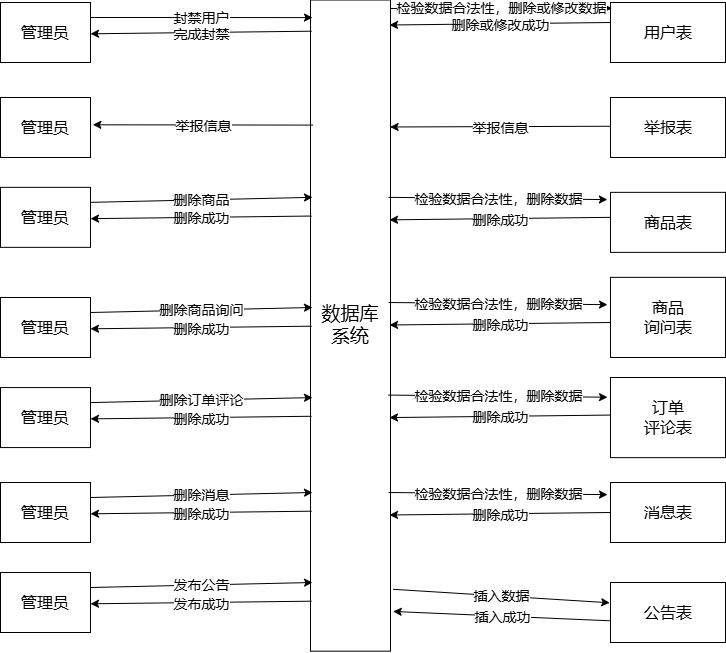 管理员
封禁用户
完成封禁
检验数据合法性，删除或修改数据
删除或修改成功
用户表
管理员
举报信息
举报信息
举报表
管理员
删除商品
删除成功
检验数据合法性，删除数据
删除成功
商品表
管理员
删除商品询问
删除成功
数据库
系统
检验数据合法性，删除数据
删除成功
商品
询问表
管理员
删除订单评论
删除成功
检验数据合法性，删除数据
删除成功
订单
评论表
管理员
删除消息
删除成功
检验数据合法性，删除数据
删除成功
消息表
管理员
发布公告
发布成功
插入数据
插入成功
公告表